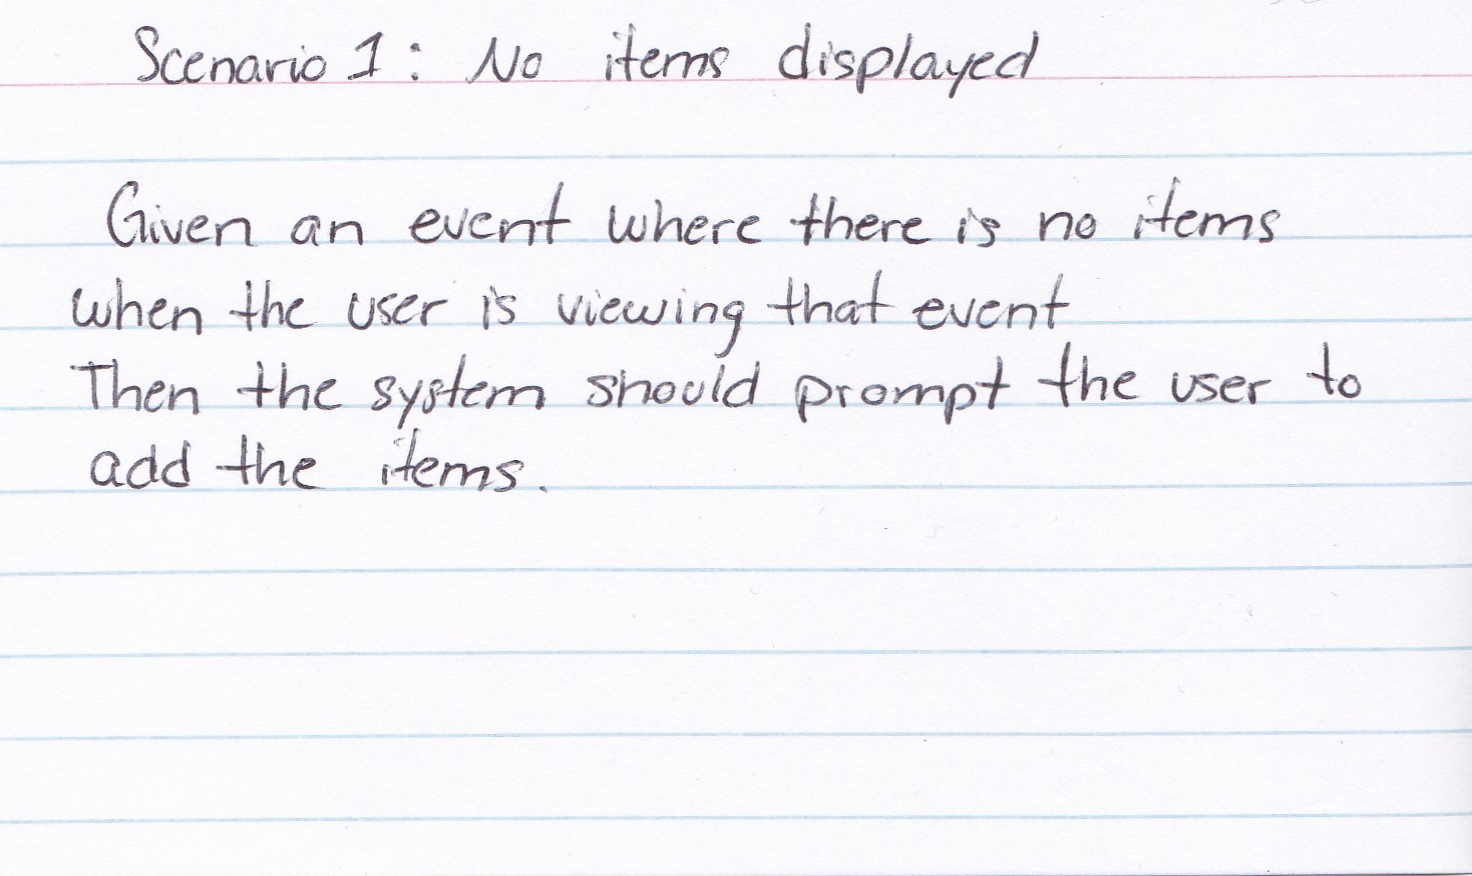 Scenario 1: No items displayed
Given an event where there is no items
when the user is viewing that event
Then the system should prompt the user to
add the items.